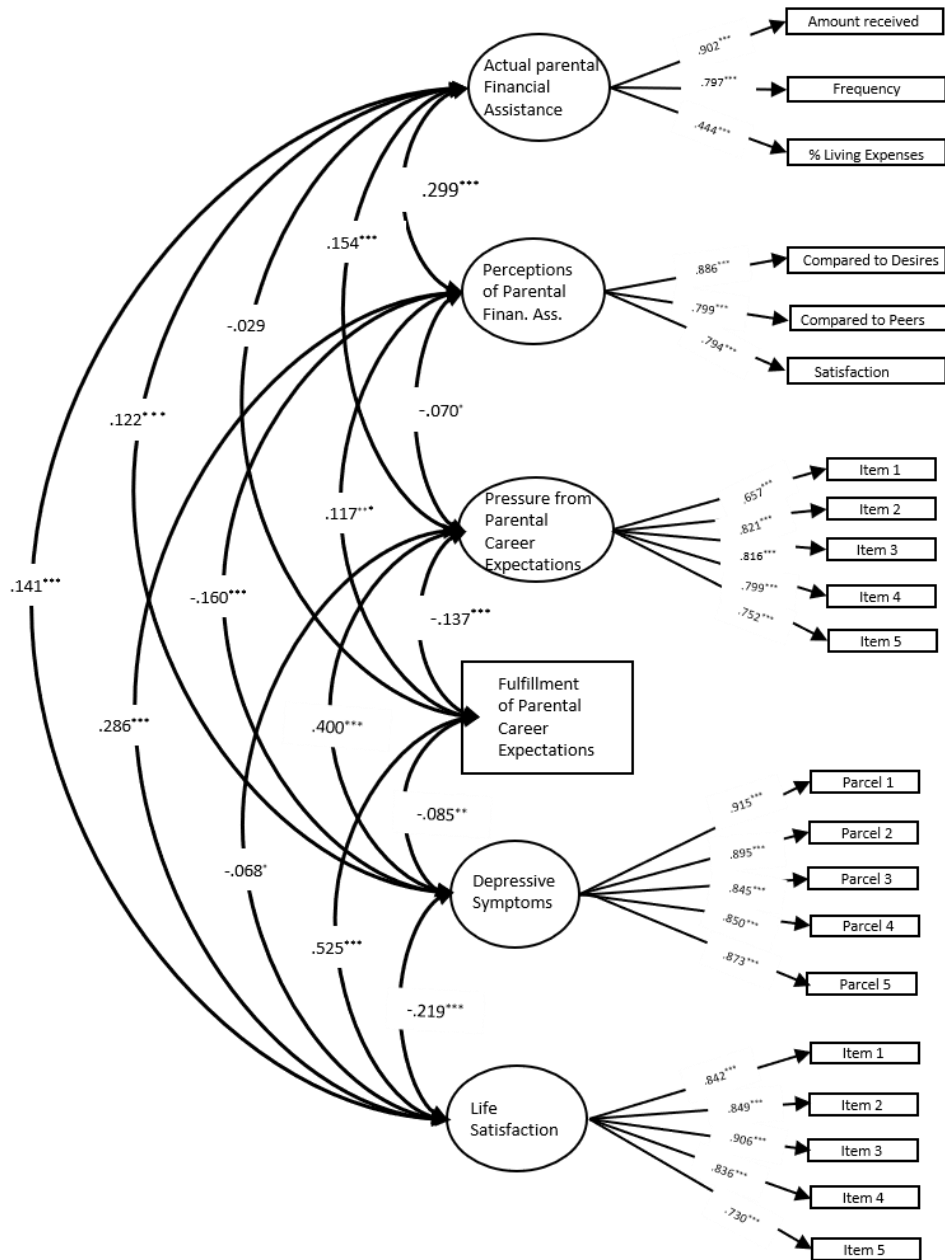 Amount received
.902***
Actual parental
Financial
Assistance
.797***
Frequency
.444***
% Living Expenses
.299***
.154***
Perceptions
of Parental
Finan. Ass.
.886***
Compared to Desires
.799***
Compared to Peers
.794***
Satisfaction
-.029
.122***
-.070*
Pressure from
Parental
Career
Expectations
.657***
Item 1
.821***
Item 2
.816***
Item 3
.799***
Item 4
.752***
Item 5
.117***
.141***
-.160***
-.137***
Fulfillment
of Parental
Career
Expectations
.286***
.400***
-.085**
Depressive
Symptoms
.915***
Parcel 1
.895***
Parcel 2
.845***
Parcel 3
.850***
Parcel 4
.873***
Parcel 5
-.068*
.525***
-.219***
Life
Satisfaction
.842***
Item 1
.849***
Item 2
.906***
Item 3
.836***
Item 4
.730***
Item 5